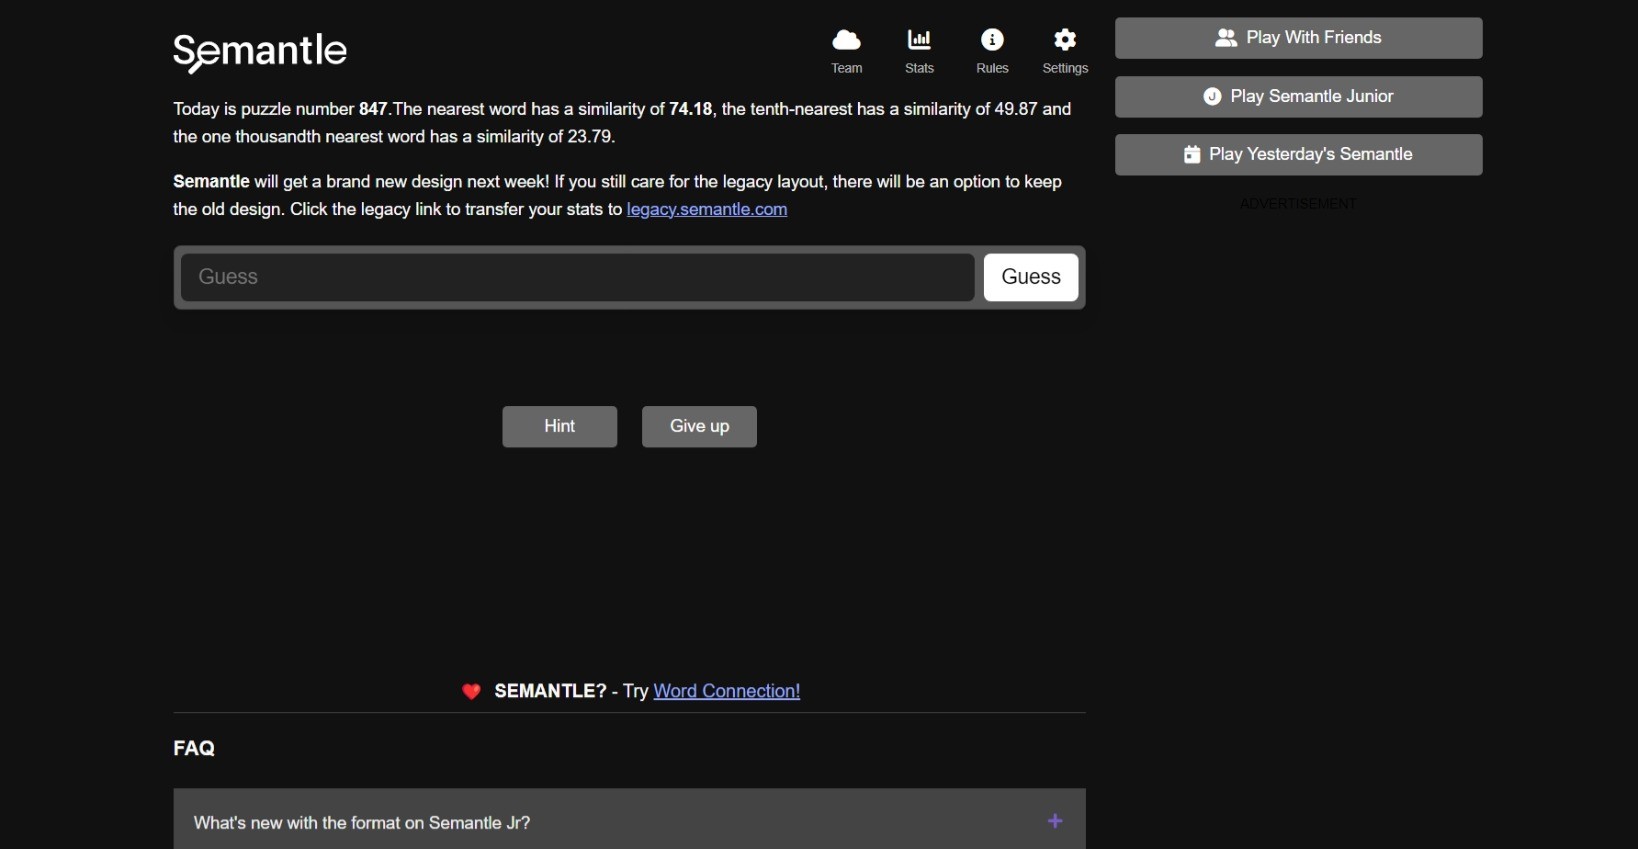 Semantle
Team
Stats
Rules
Settings
Play With Friends
Play Semantle Junior
Play Yesterday's Semantle
ADVERTISEMENT
Today is puzzle number 847.The nearest word has a similarity of 74.18, the tenth-nearest has a similarity of 49.87 and
the one thousandth nearest word has a similarity of 23.79.
Semantle will get a brand new design next week! If you still care for the legacy layout, there will be an option to keep
the old design. Click the legacy link to transfer your stats to legacy.semantle.com
Guess
Guess
Hint
Give up
SEMANTLE? - Try Word Connection!
FAQ
What's new with the format on Semantle Jr?